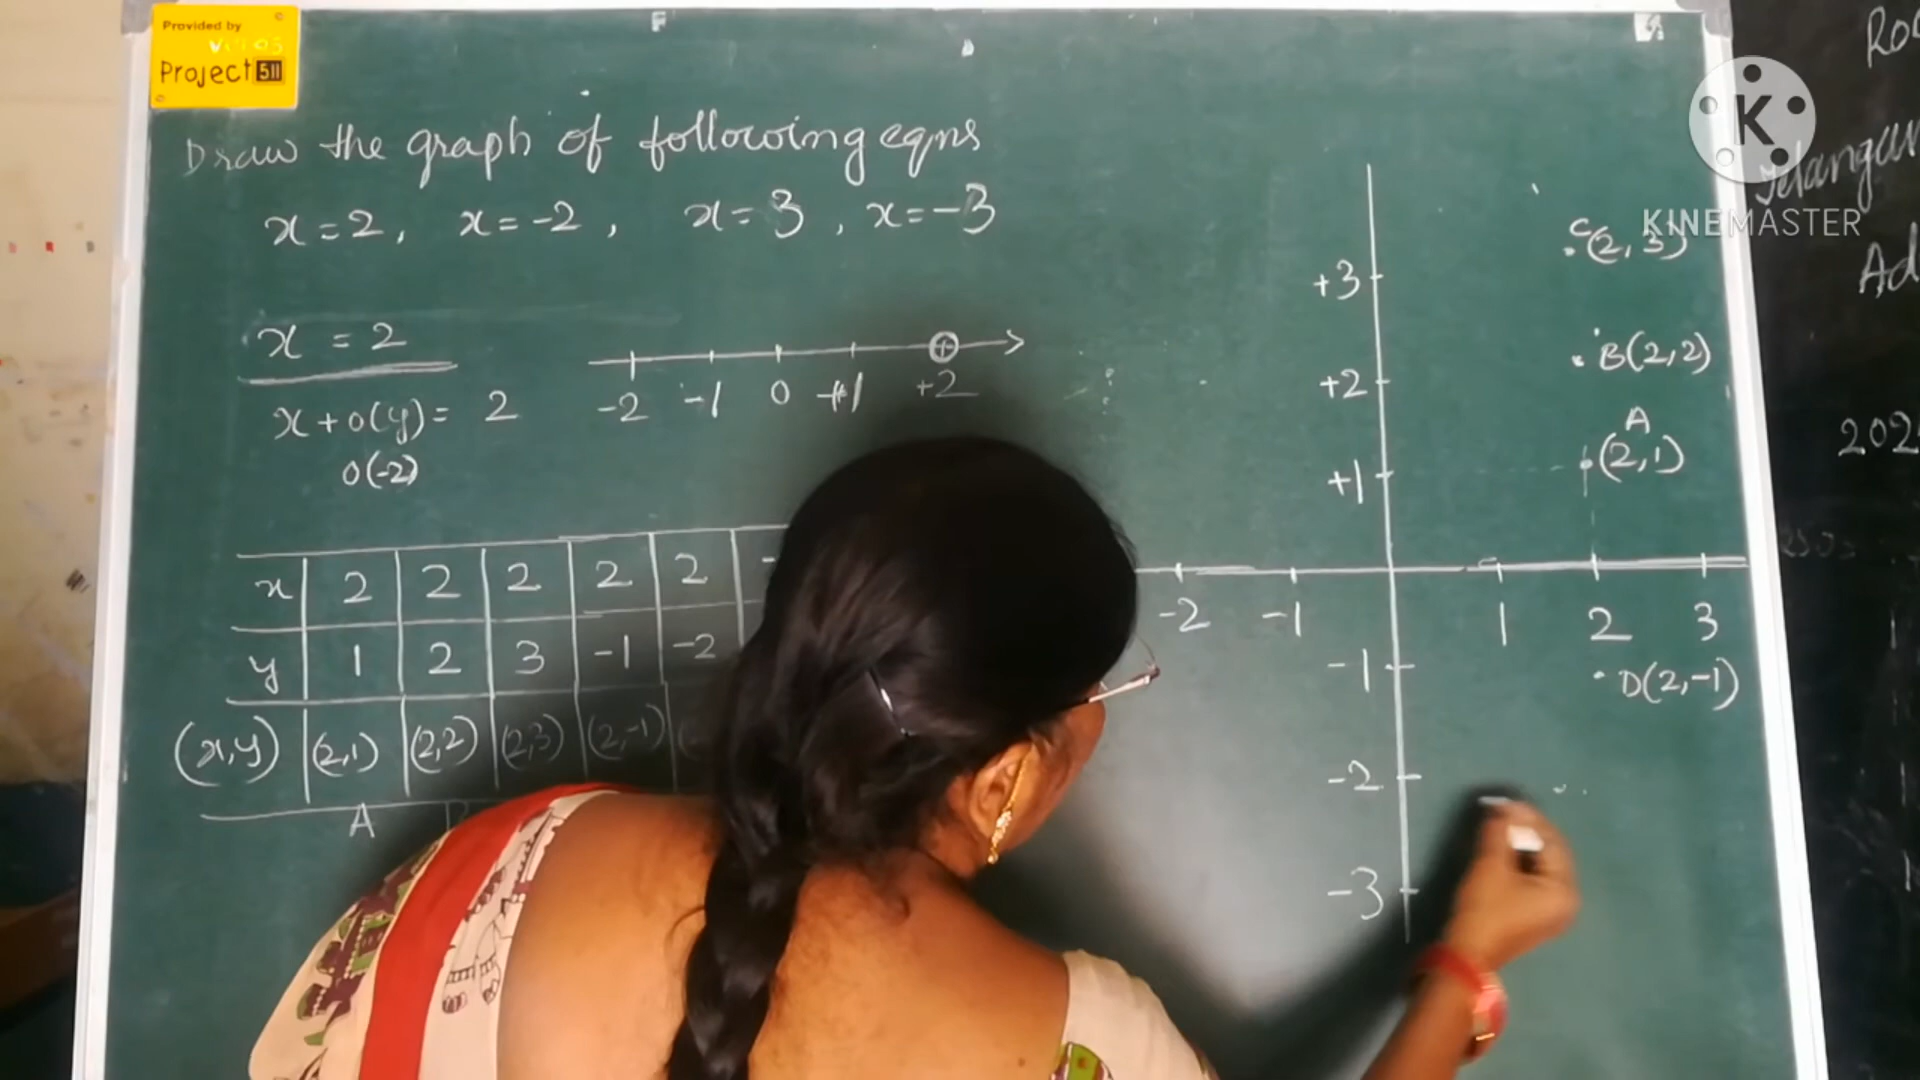 Provided by
Project 511
KINEMASTER
Draw the graph of following eqns
x = 2, x = -2, x = 3, x = -3
x = 2
x + 0(y) = 2
0(-2)
-2 -1 0 +1 +2
x 2 2 2 2 2
y 1 2 3 -1 -2
(x,y) (2,1) (2,2) (2,3) (2,-1)
A
C(2,3)
+3
B(2,2)
+2
A
(2,1)
+1
-2 -1 1 2 3
-1 D(2,-1)
-2
-3